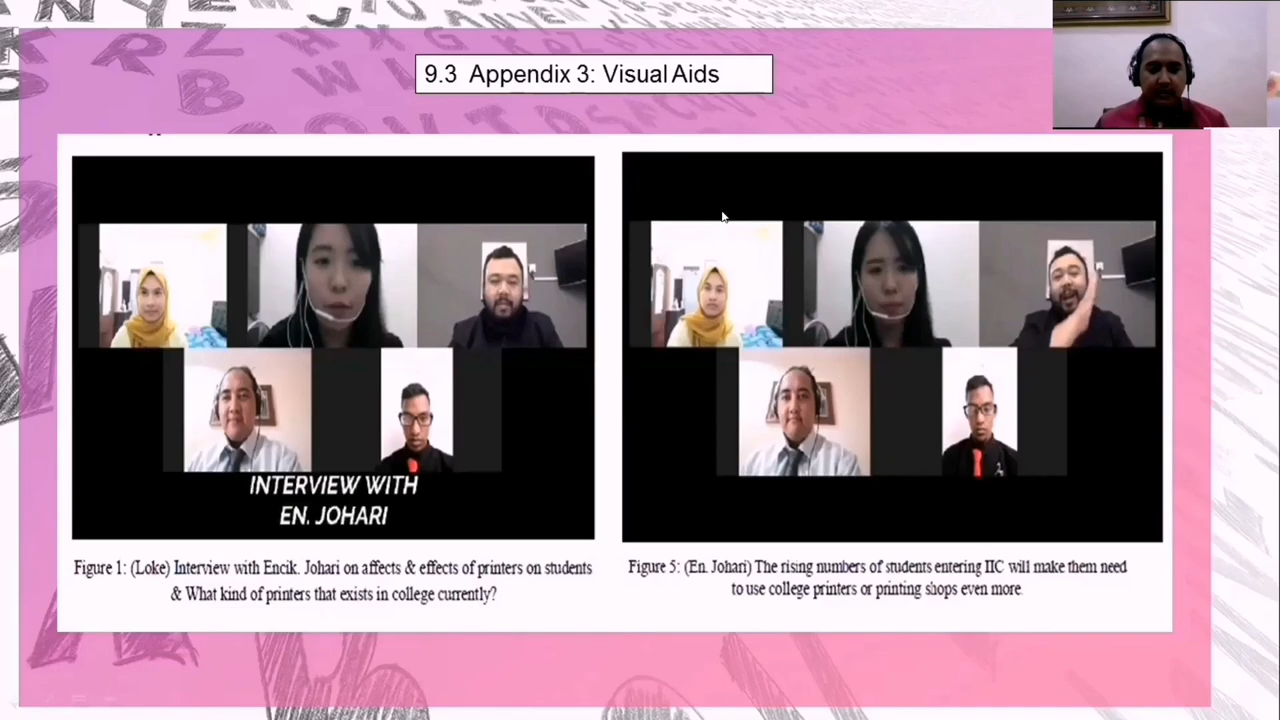 9.3 Appendix 3: Visual Aids
INTERVIEW WITH
EN. JOHARI
Figure 1: (Loke) Interview with Encik. Johari on affects & effects of printers on students
& What kind of printers that exists in college currently?
Figure 5: (En. Johari) The rising numbers of students entering IIC will make them need
to use college printers or printing shops even more.